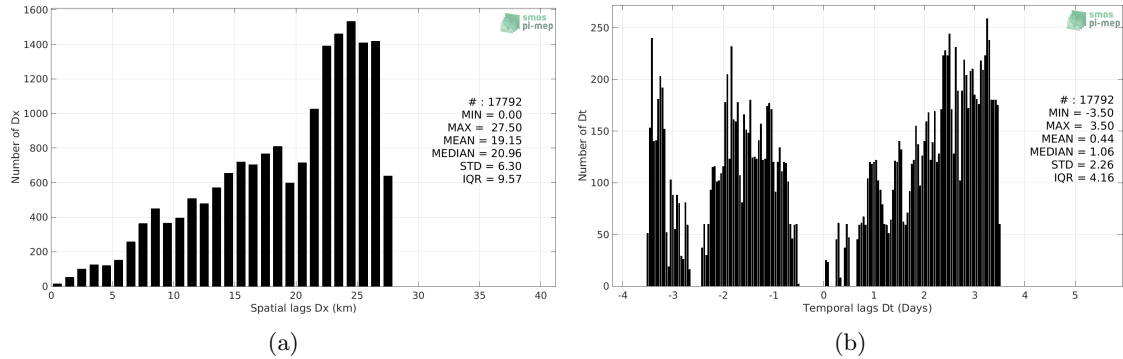 1600
1400
1200
1000
800
600
400
200
0
Number of Dx
0 5 10 15 20 25 30 35 40
Spatial lags Dx (km)
smos
pi-mep
# : 17792
MIN = 0.00
MAX = 27.50
MEAN = 19.15
MEDIAN = 20.96
STD = 6.30
IQR = 9.57
(a)
250
200
150
100
50
0
Number of Dt
-4 -3 -2 -1 0 1 2 3 4 5
Temporal lags Dt (Days)
smos
pi-mep
# : 17792
MIN = -3.50
MAX = 3.50
MEAN = 0.44
MEDIAN = 1.06
STD = 2.26
IQR = 4.16
(b)